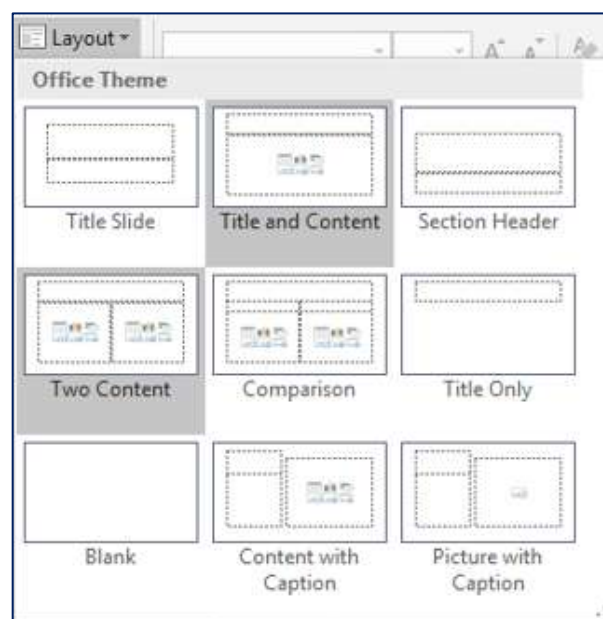 Layout
Office Theme
Title Slide
Title and Content
Section Header
Two Content
Comparison
Title Only
Blank
Content with
Caption
Picture with
Caption